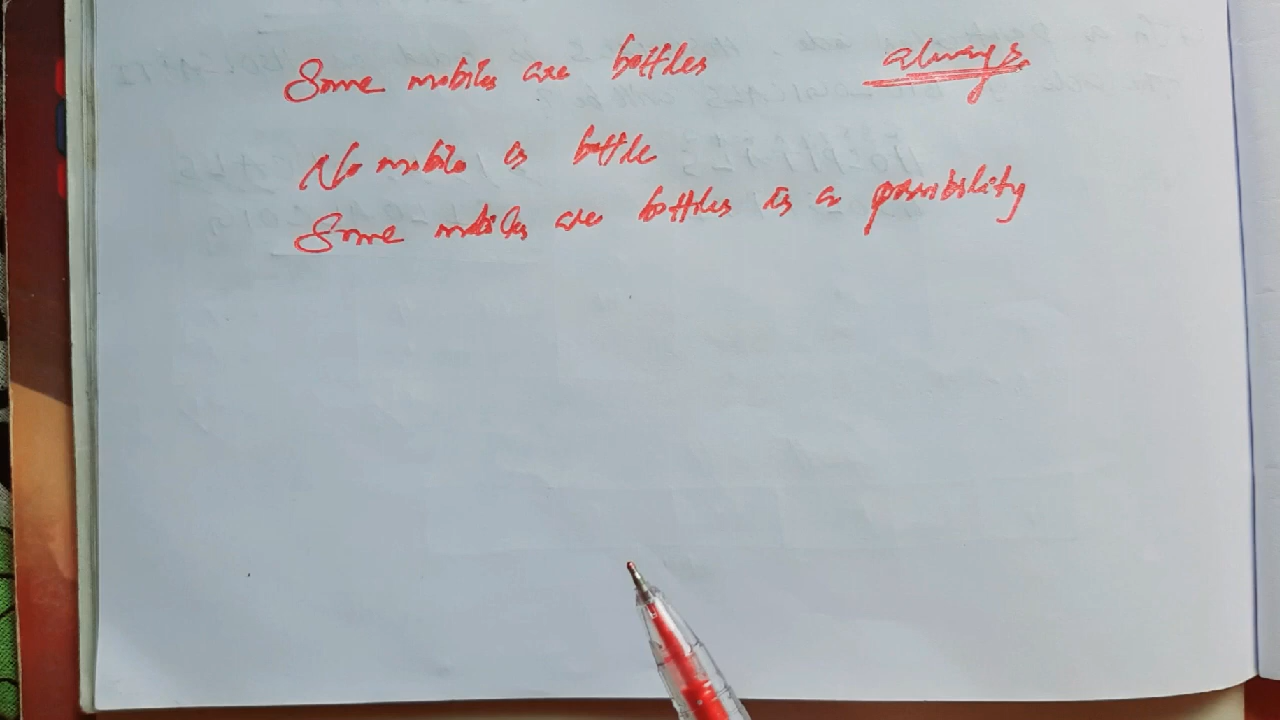 Some mobiles are bottles always.
No mobile is bottle
Some mobiles are bottles is a possibility